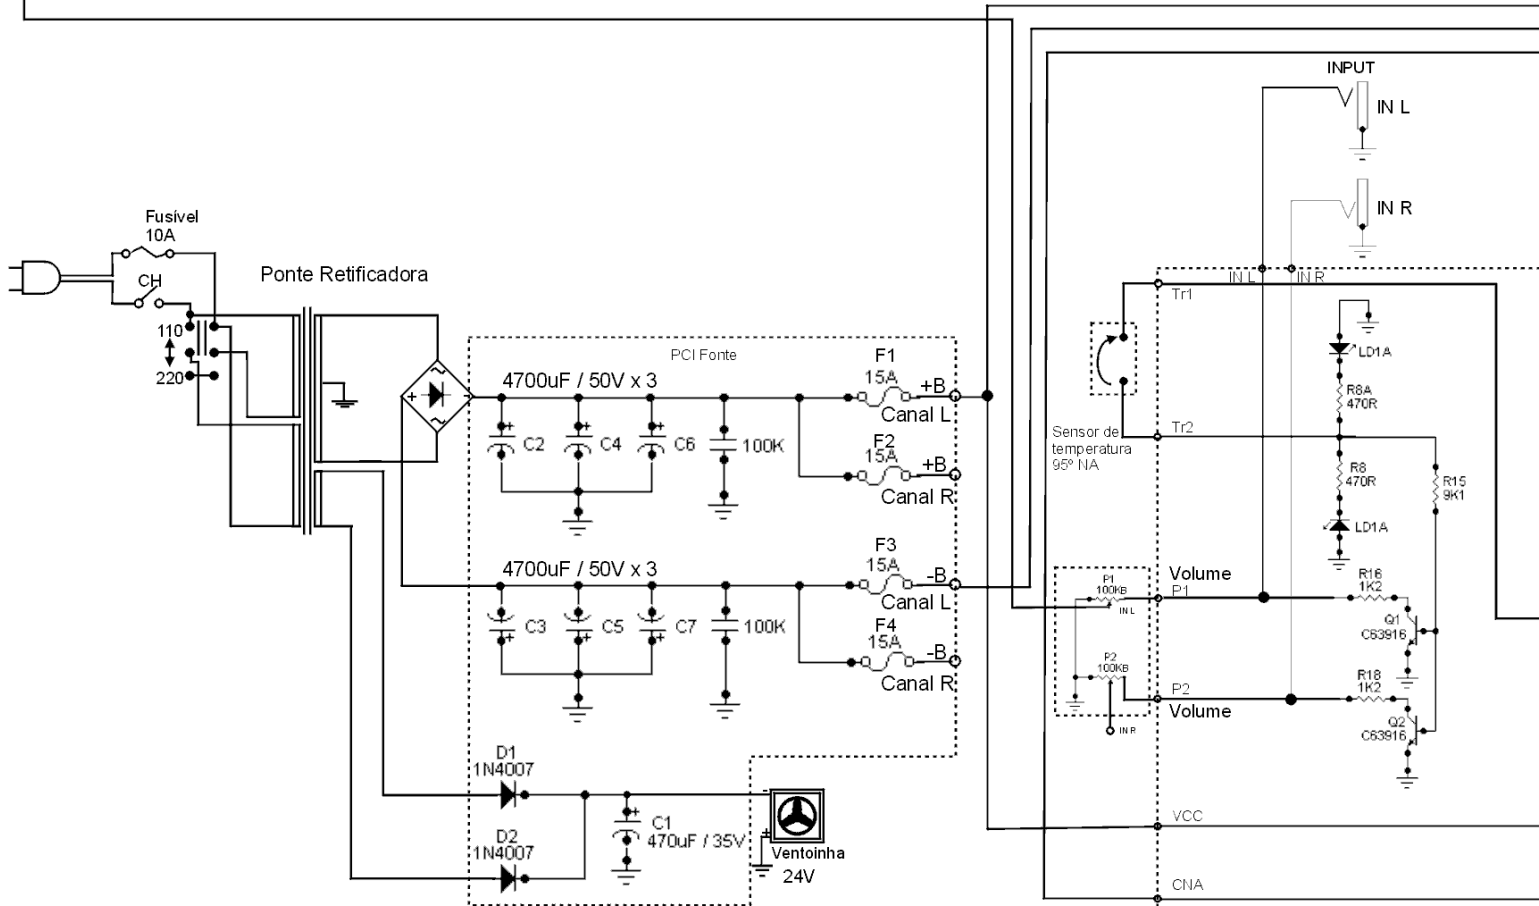 INPUT
IN L
IN R
Fusível
10A
CH
110
220
Ponte Retificadora
PCI Fonte
4700uF / 50V x 3
C2
C4
C6
100K
F1
15A
+B
Canal L
F2
15A
+B
Canal R
4700uF / 50V x 3
C3
C5
C7
100K
F3
15A
-B
Canal L
F4
15A
-B
Canal R
D1
1N4007
D2
1N4007
C1
470uF / 35V
Ventoinha
24V
IN L
IN R
Tr1
Tr2
Sensor de
temperatura
95º NA
LD1A
R8A
470R
R8
470R
LD1A
R15
9K1
P1
100KB
IN L
P2
100KB
IN R
Volume
P1
P2
Volume
R16
1K2
Q1
C63916
R18
1K2
Q2
C63916
VCC
CNA